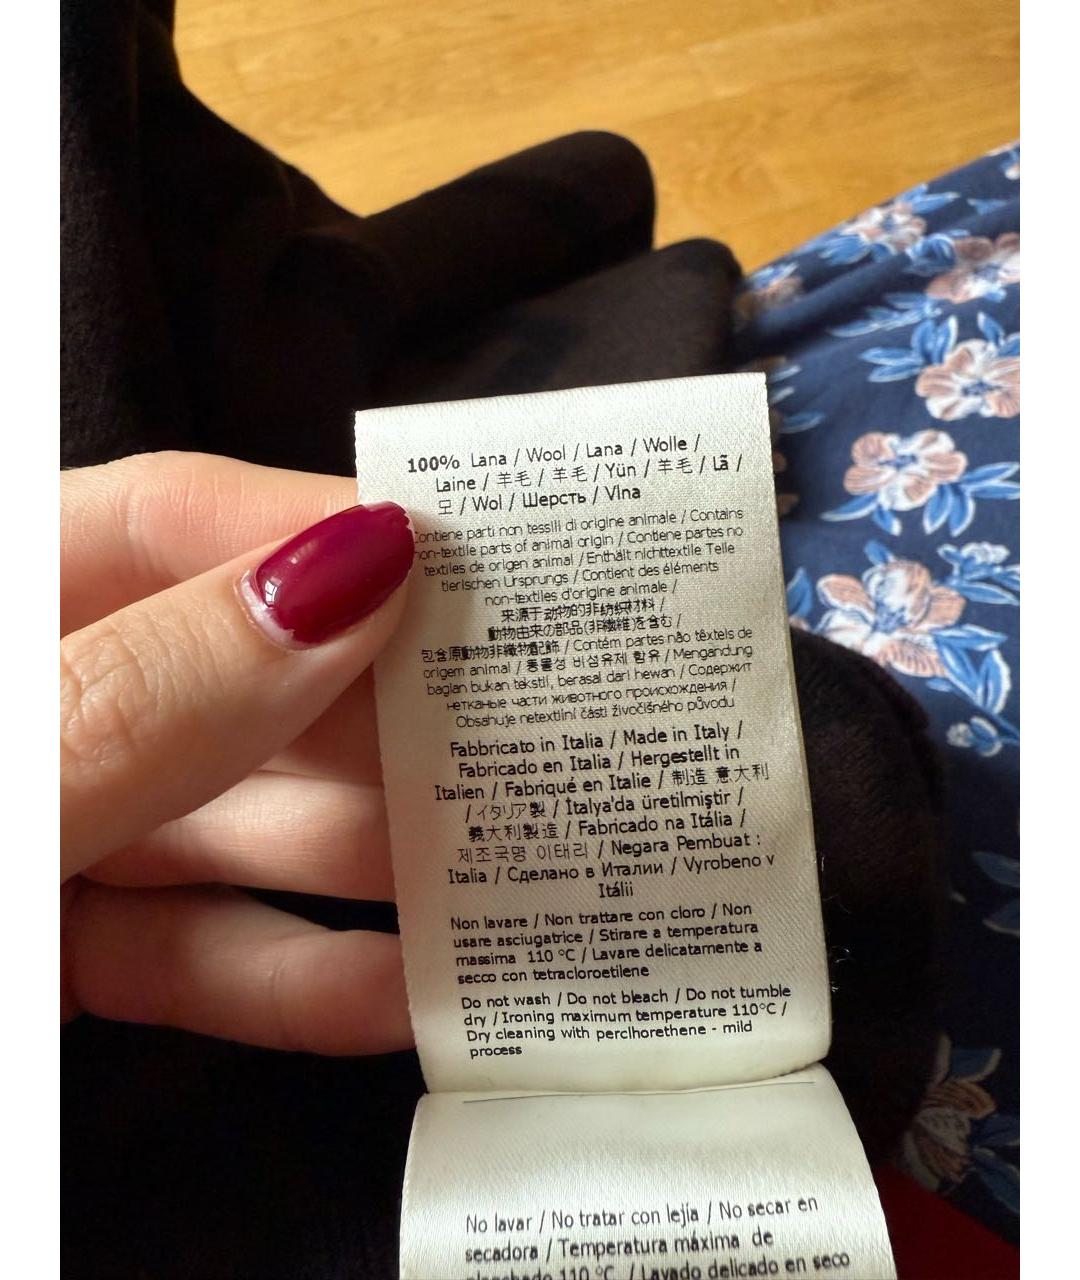 100% Lana / Wool / Lana / Wolle /
Laine / 羊毛 / 羊毛 / Yün / 羊毛 / Lã /
모 / Wol / Шерсть / Vlna
Contiene parti non tessili di origine animale / Contains
non-textile parts of animal origin / Contiene partes no
textiles de origen animal / Enthält nichttextile Teile
tierischen Ursprungs / Contient des éléments
non-textiles d'origine animale /
来源于动物的非纺织材料 /
動物由来の部品(非繊維)を含む /
包含原動物非織物配飾 / Contém partes não têxteis de
origem animal / 동물성 비섬유제 함유 / Mengandung
bagian bukan tekstil, berasal dari hewan / Содержит
нетканые части животного происхождения /
Obsahuje netextilní části živočišného původu
Fabbricato in Italia / Made in Italy /
Fabricado en Italia / Hergestellt in
Italien / Fabriqué en Italie / 制造 意大利
/ イタリア製 / İtalya'da üretilmiştir /
義大利製造 / Fabricado na Itália /
제조국명 이태리 / Negara Pembuat :
Italia / Сделано в Италии / Vyrobeno v
Itálii
Non lavare / Non trattare con cloro / Non
usare asciugatrice / Stirare a temperatura
massima 110 °C / Lavare delicatamente a
secco con tetracloroetilene
Do not wash / Do not bleach / Do not tumble
dry / Ironing maximum temperature 110°C /
Dry cleaning with perclhorethene - mild
process
No lavar / No tratar con lejía / No secar en
secadora / Temperatura máxima de
planchado 110 °C / Lavado delicado en seco